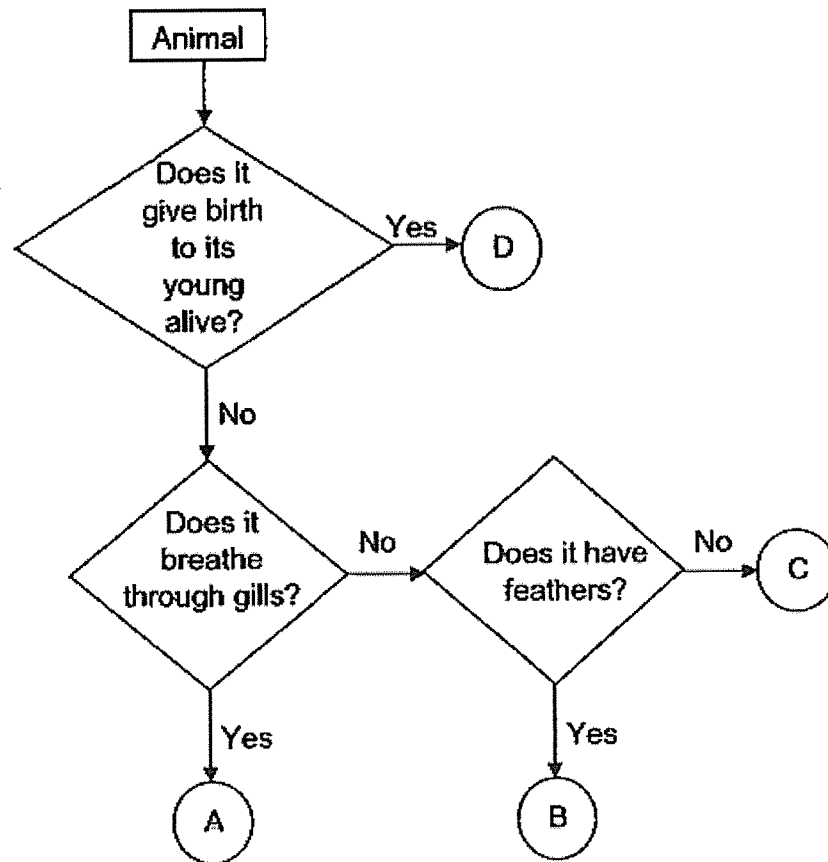 Animal
Does it
give birth
to its
young
alive?
Yes
D
No
Does it
breathe
through gills?
No
Does it have
feathers?
No
C
Yes
A
Yes
B